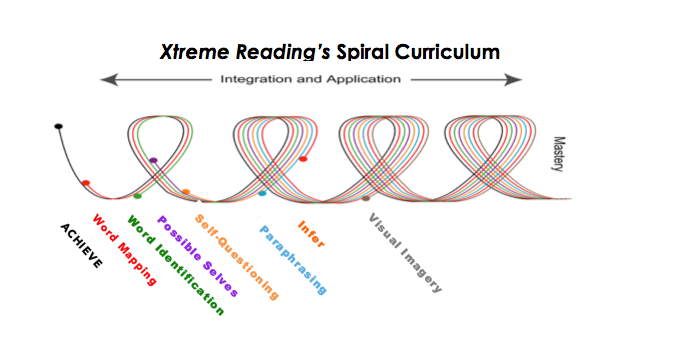 Xtreme Reading's Spiral Curriculum
Integration and Application
Mastery
ACHIEVE
Word Mapping
Word Identification
Possible Selves
Self-Questioning
Paraphrasing
Infer
Visual Imagery